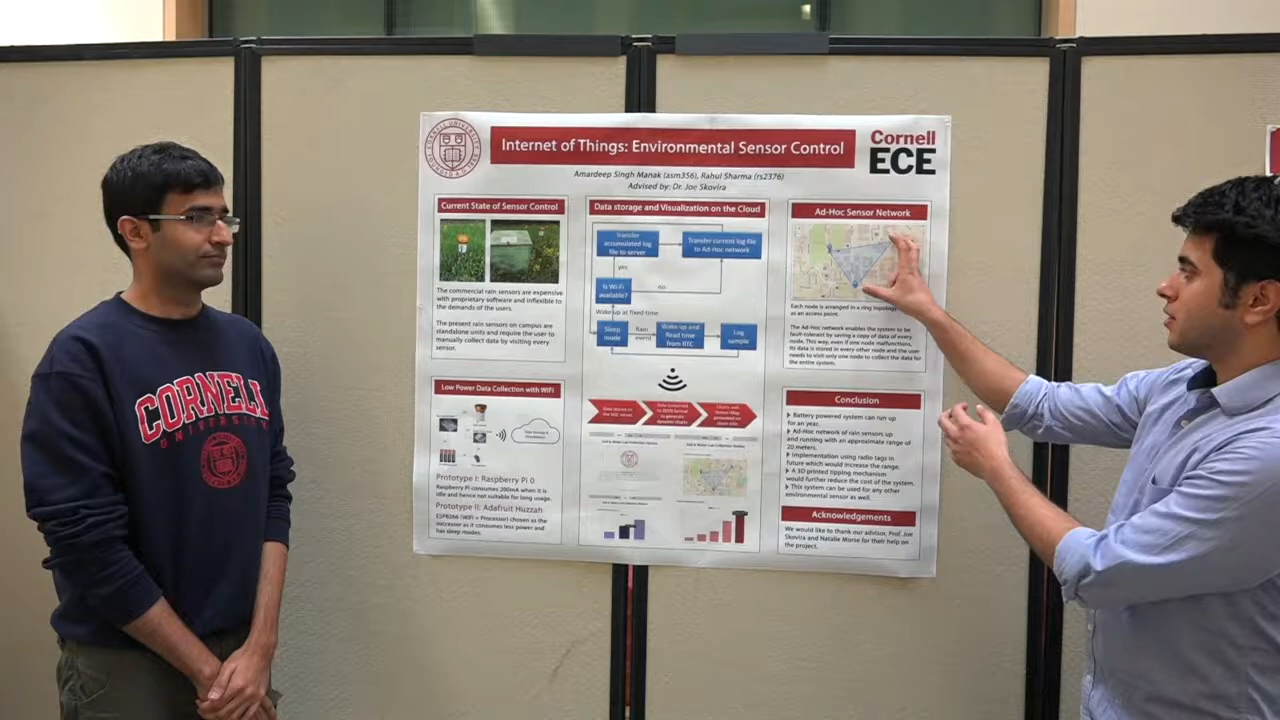 Internet of Things: Environmental Sensor Control
Cornell
ECE
Amardeep Singh Manak (asm356), Rahul Sharma (rs2376)
Advised by: Dr. Joe Skovira
Current State of Sensor Control
The commercial rain sensors are expensive
with proprietary software and inflexible to
the demands of the users.
The present rain sensors on campus are
standalone units and require the user to
manually collect data by visiting every
sensor.
Low Power Data Collection with WiFi
Prototype I: Raspberry Pi 0
Raspberry Pi consumes 200mA when it is
idle and hence not suitable for long usage.
Prototype II: Adafruit Huzzah
ESP8266 (WiFi + Processor) chosen as the
successor as it consumes less power and
has sleep modes.
Data storage and Visualization on the Cloud
Transfer
accumulated log
file to server
Transfer current log file
to Ad-Hoc network
yes
Is Wi-Fi
available?
no
Wake up at fixed time
Sleep
mode
Rain
event
Wake up and
Read time
from RTC
Log
sample
Ad-Hoc Sensor Network
Each node is arranged in a ring topology
as an access point.
The Ad-Hoc network enables the system to be
fault-tolerant by saving a copy of data of every
node. This way, even if one node malfunctions,
its data is stored in every other node and the user
needs to visit only one node to collect the data for
the entire system.
Conclusion
Battery powered system can run up
for an year.
Ad-Hoc network of rain sensors up
and running with an approximate range of
20 meters.
Implementation using radio tags in
future which would increase the range.
A 3D printed tipping mechanism
would further reduce the cost of the system.
This system can be used for any other
environmental sensor as well.
Acknowledgements
We would like to thank our advisor, Prof. Joe
Skovira and Natalie Morse for their help on
the project.
CORNELL
UNIVERSITY